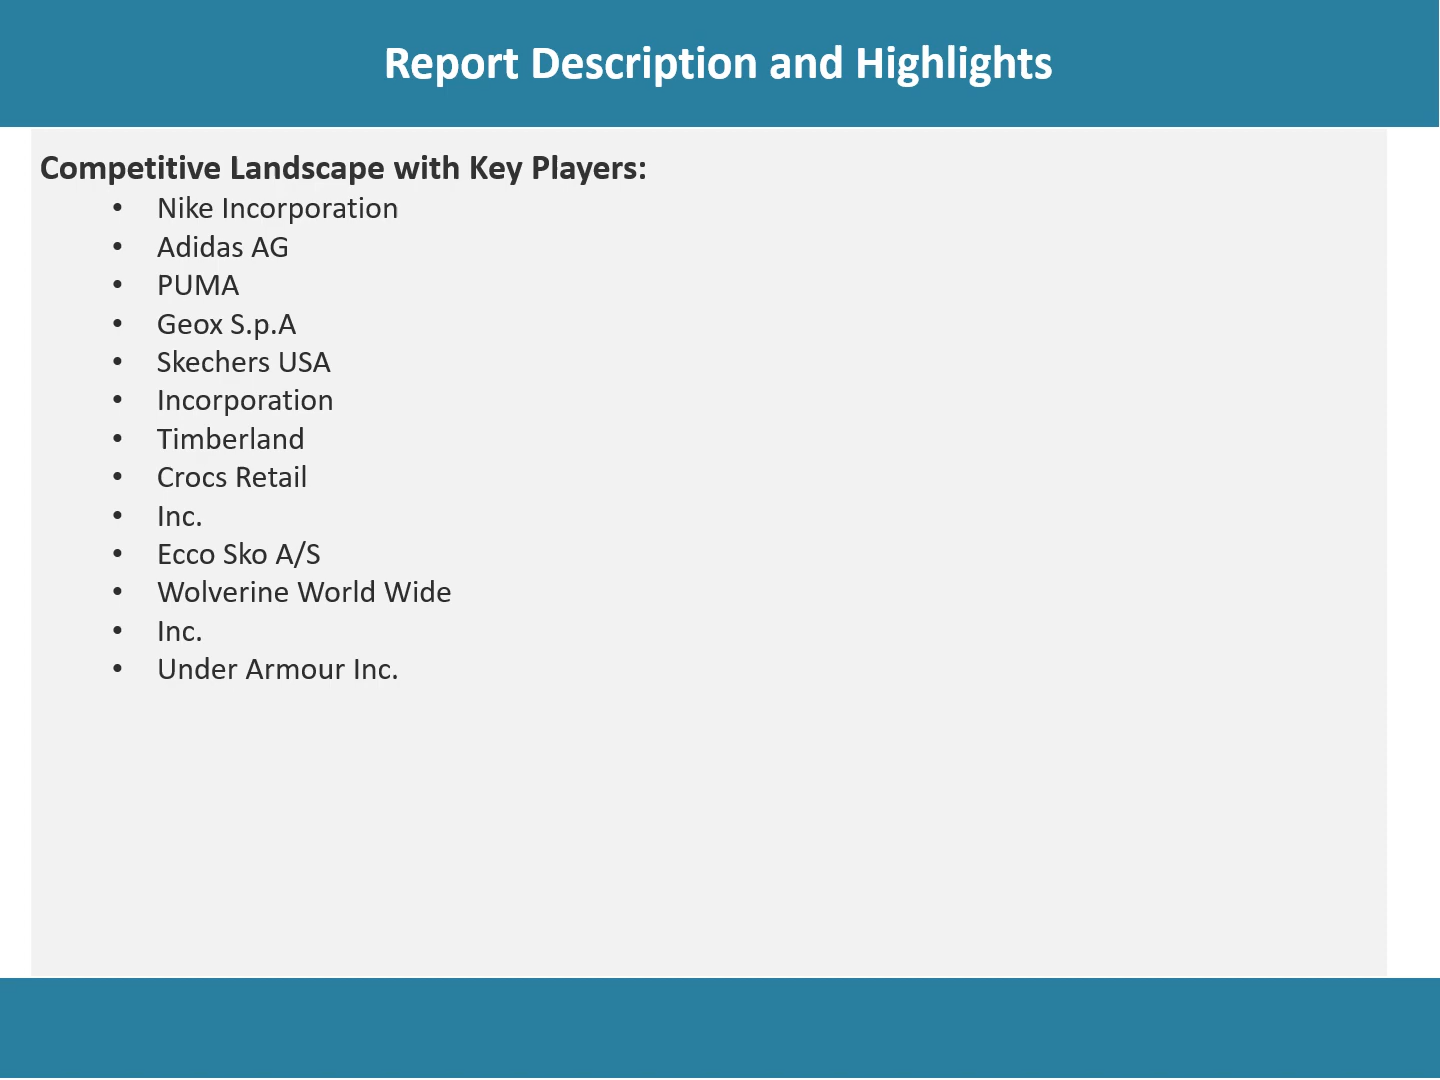 Report Description and Highlights
Competitive Landscape with Key Players:
• Nike Incorporation
• Adidas AG
• PUMA
• Geox S.p.A
• Skechers USA
• Incorporation
• Timberland
• Crocs Retail
• Inc.
• Ecco Sko A/S
• Wolverine World Wide
• Inc.
• Under Armour Inc.